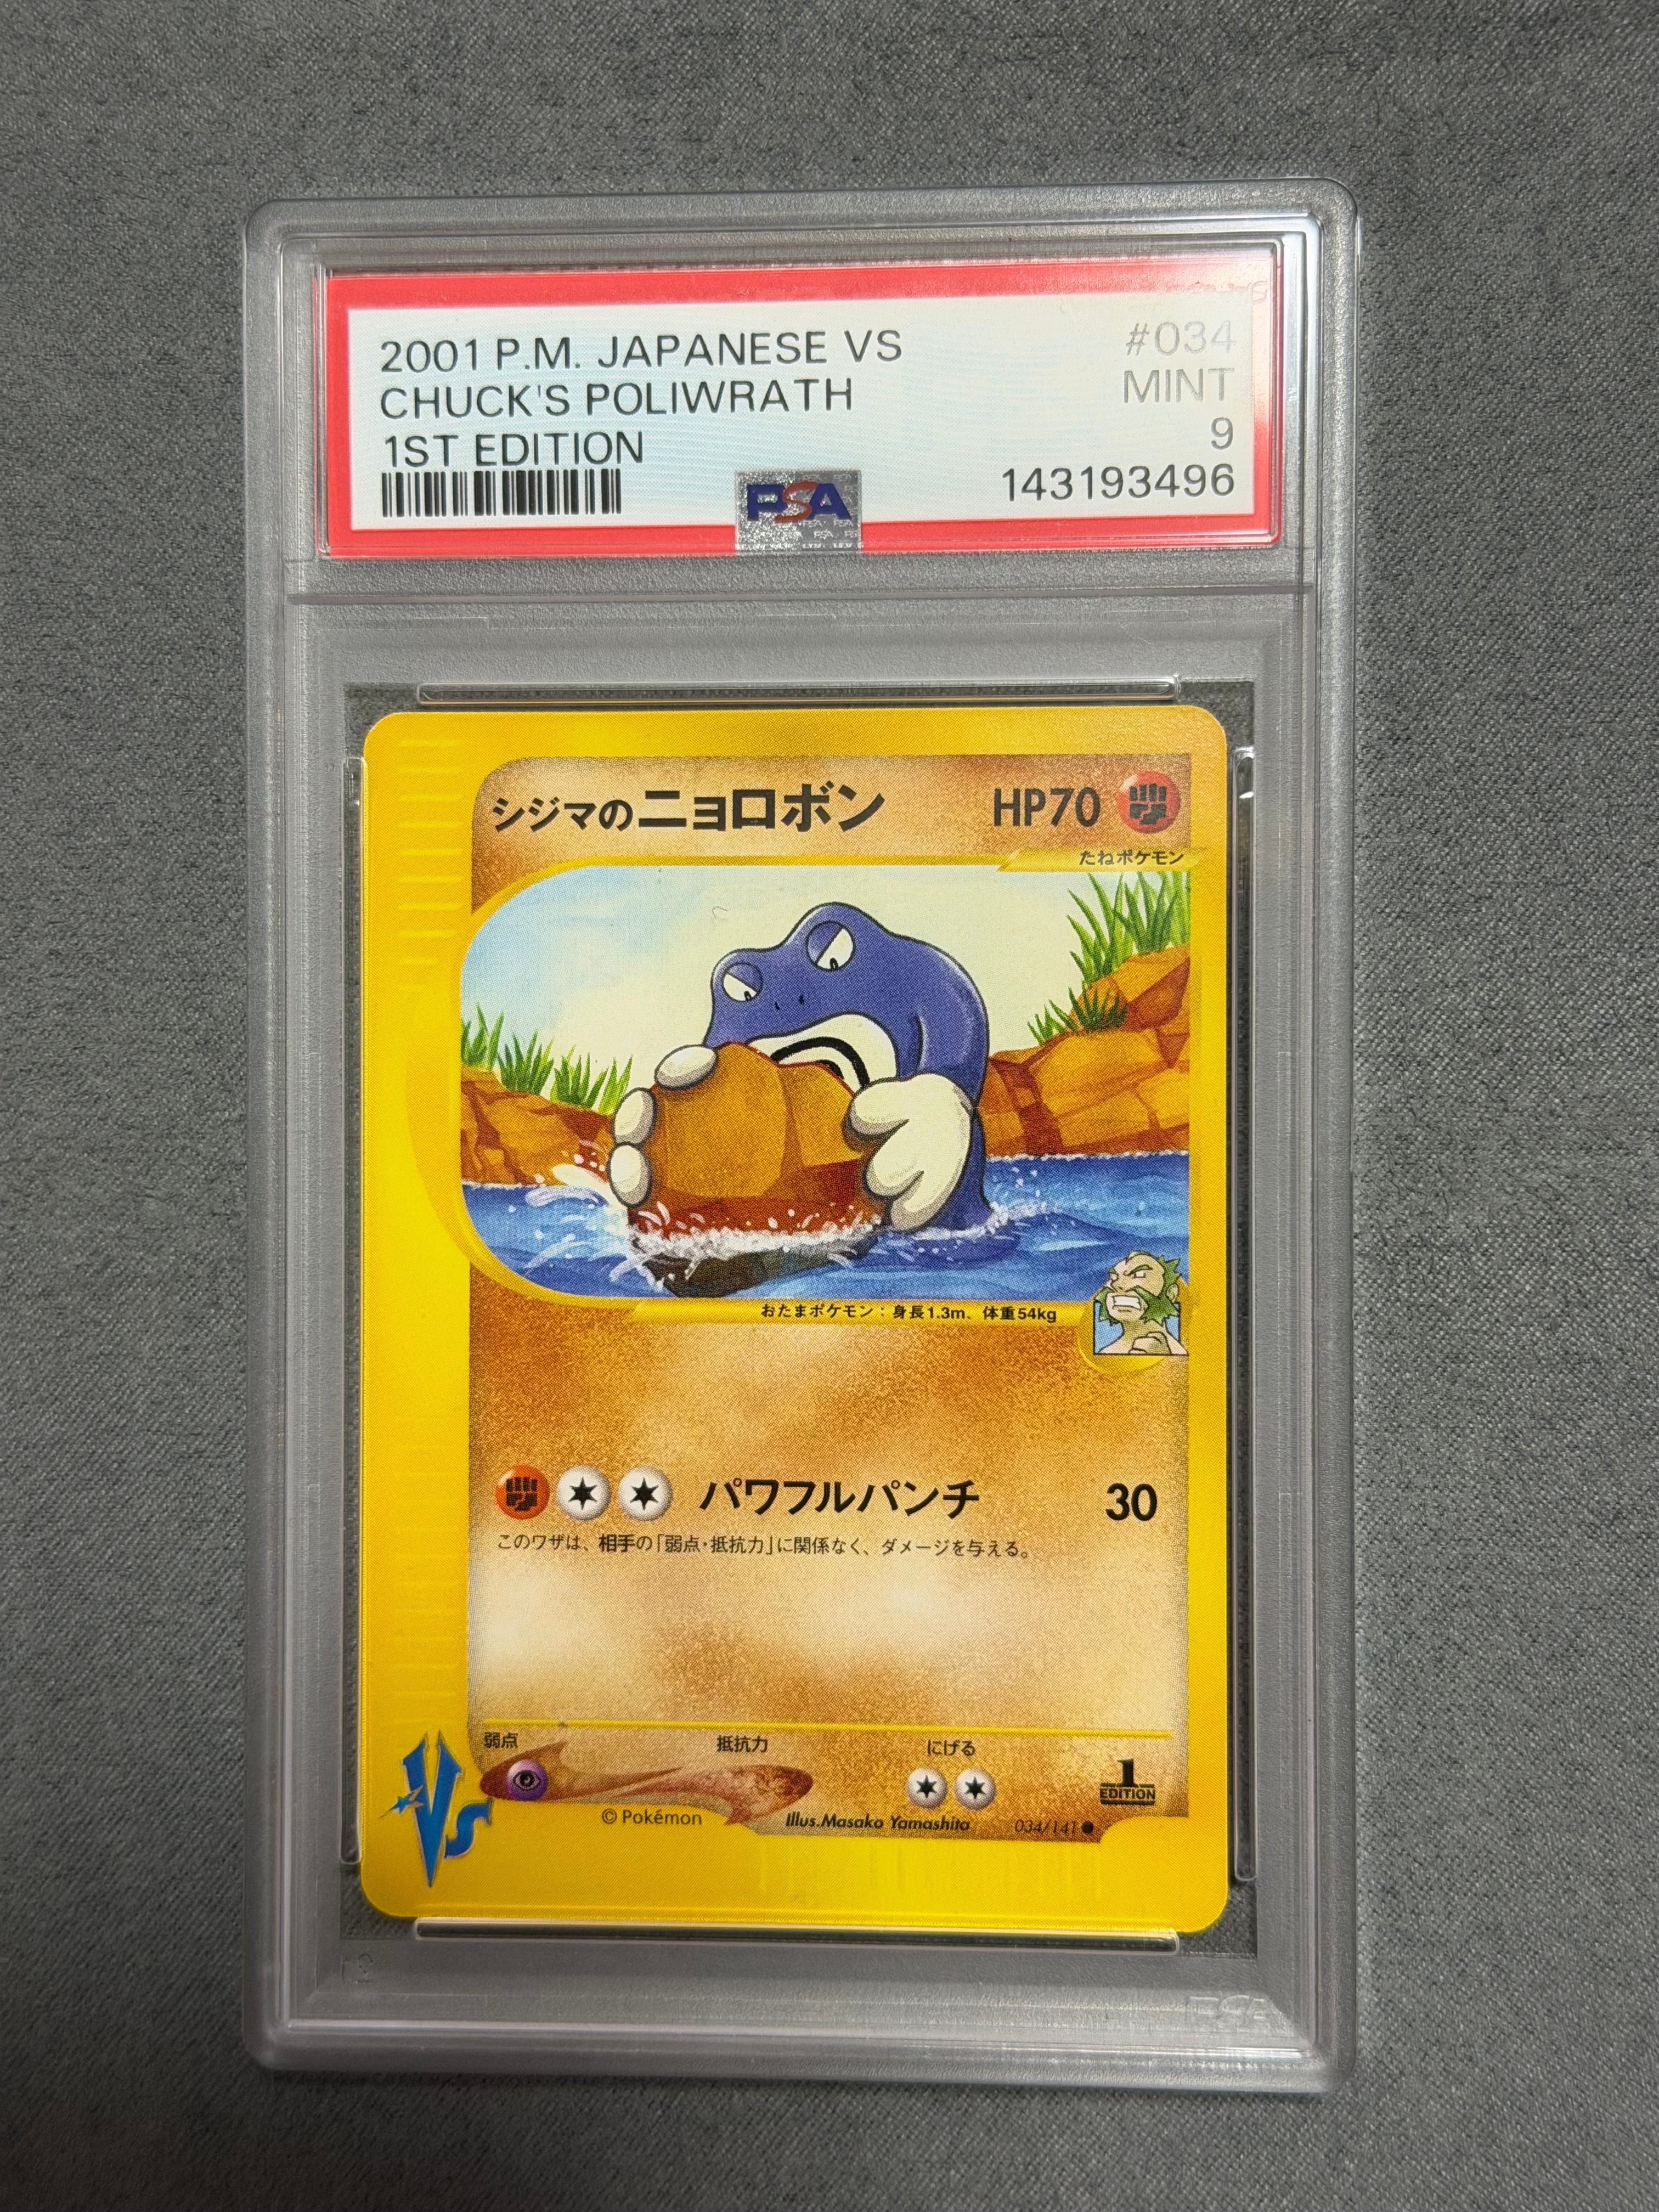 2001 P.M. JAPANESE VS #034
CHUCK'S POLIWRATH MINT
1ST EDITION 9
PSA 143193496
シジマのニョロボン HP70
たねポケモン
おたまポケモン：身長1.3m、体重54kg
パワフルパンチ 30
このワザは、相手の「弱点・抵抗力」に関係なく、ダメージを与える。
弱点 抵抗力 にげる
1
EDITION
Vs
© Pokémon Illus.Masako Yamashita 034/141